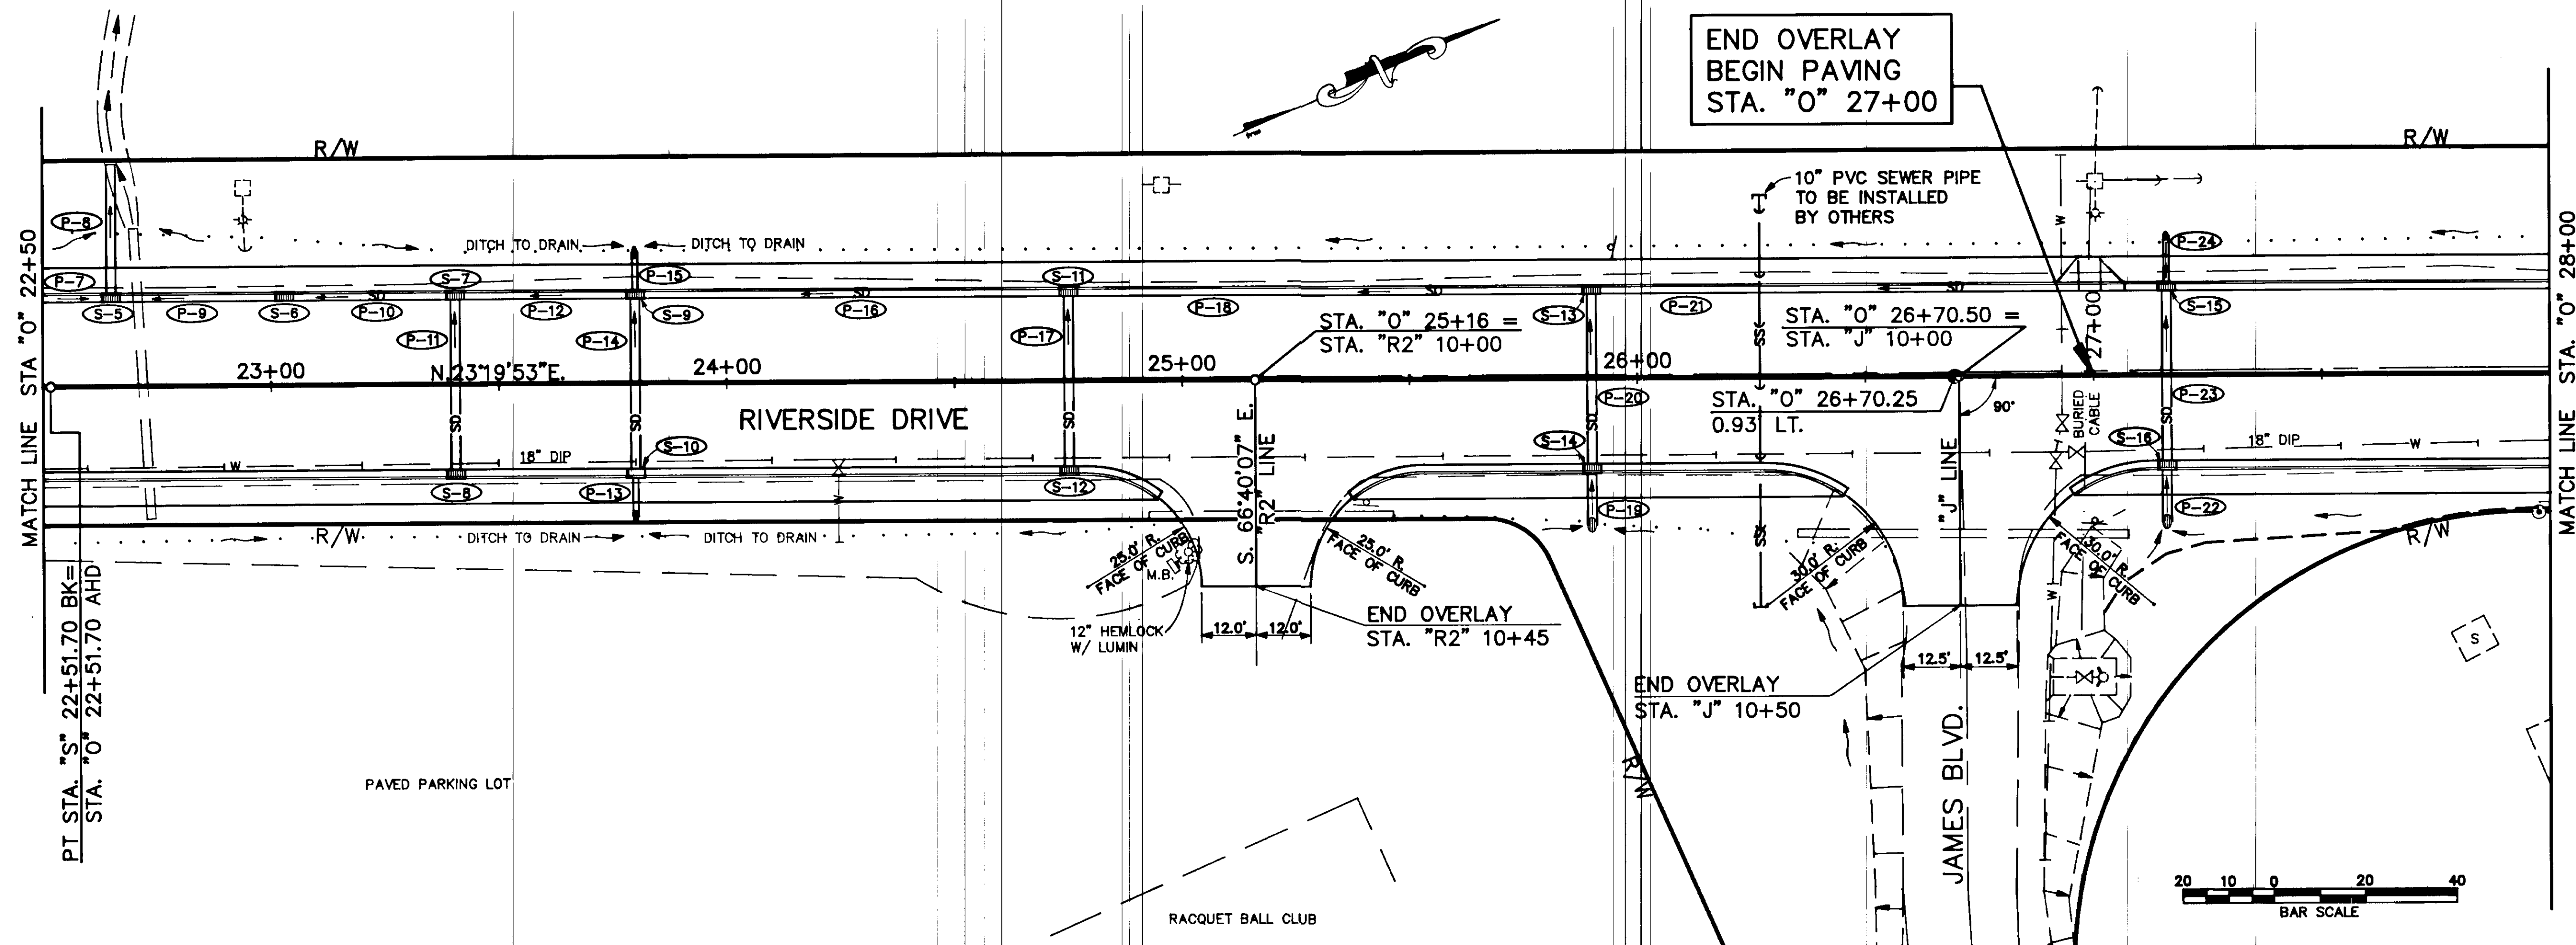 END OVERLAY
BEGIN PAVING
STA. "O" 27+00
R/W
R/W
10" PVC SEWER PIPE
TO BE INSTALLED
BY OTHERS
W
P-8
DITCH TO DRAIN
DITCH TO DRAIN
P-24
P-7
S-7
P-15
S-11
S-5
P-9
S-6
P-10
SD
P-12
S-9
SD
P-16
P-18
SD
S-13
P-21
SD
S-15
MATCH LINE STA "O" 22+50
MATCH LINE STA. "O" 28+00
P-11
P-14
P-17
STA. "O" 25+16 =
STA. "R2" 10+00
STA. "O" 26+70.50 =
STA. "J" 10+00
27+00
23+00
N.23°19'53"E.
24+00
25+00
26+00
RIVERSIDE DRIVE
STA. "O" 26+70.25
0.93' LT.
90°
P-20
P-23
BURIED
CABLE
SD
SD
SD
SD
SD
S-10
S-14
S-16
W
18" DIP
18" DIP
W
S-8
P-13
S-12
P-19
P-22
W
S. 66°40'07" E.
"R2" LINE
"J" LINE
R/W
DITCH TO DRAIN
DITCH TO DRAIN
R/W
25.0' R.
FACE OF CURB
25.0' R.
FACE OF CURB
30.0' R.
FACE OF CURB
30.0' R.
FACE OF CURB
M.B.
W
12" HEMLOCK
W/ LUMIN
12.0'
12.0'
END OVERLAY
STA. "R2" 10+45
12.5'
12.5'
END OVERLAY
STA. "J" 10+50
S
PT STA. "S" 22+51.70 BK=
STA. "O" 22+51.70 AHD
PAVED PARKING LOT
R/W
JAMES BLVD.
RACQUET BALL CLUB
20 10 0 20 40
BAR SCALE